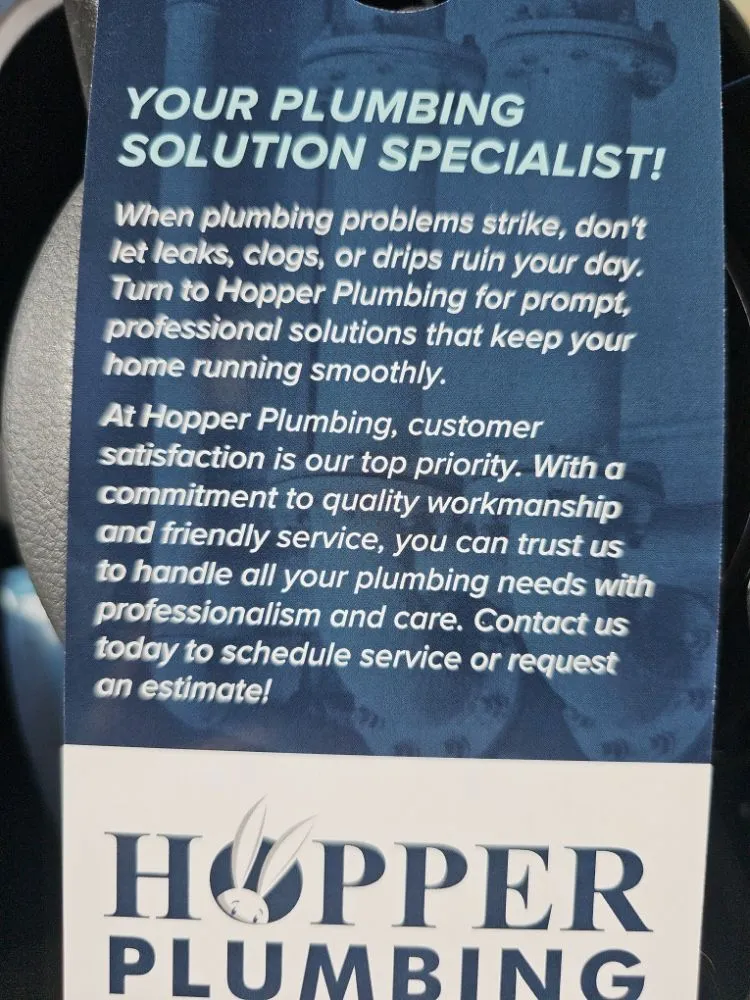 YOUR PLUMBING
SOLUTION SPECIALIST!
When plumbing problems strike, don't
let leaks, clogs, or drips ruin your day.
Turn to Hopper Plumbing for prompt,
professional solutions that keep your
home running smoothly.
At Hopper Plumbing, customer
satisfaction is our top priority. With a
commitment to quality workmanship
and friendly service, you can trust us
to handle all your plumbing needs with
professionalism and care. Contact us
today to schedule service or request
an estimate!
HOPPER
PLUMBING